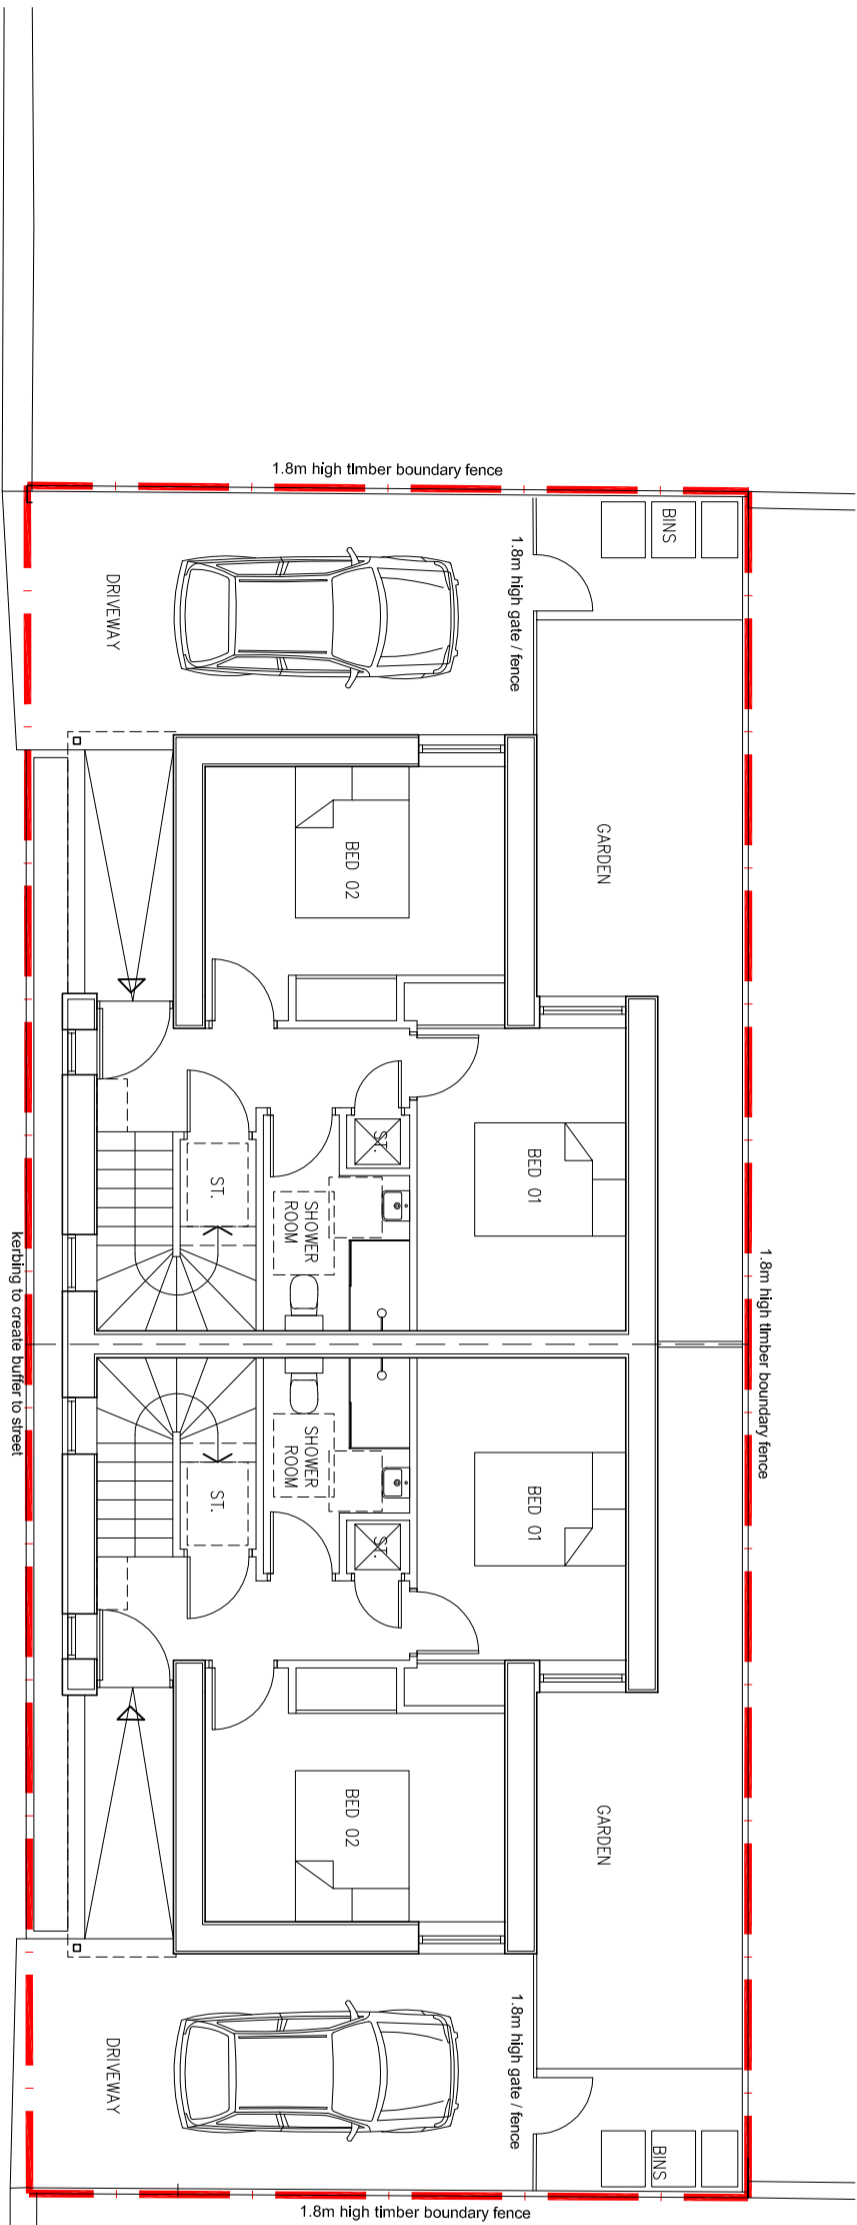 1.8m high timber boundary fence
BINS
1.8m high gate / fence
DRIVEWAY
GARDEN
BED 02
BED 01
ST.
ST.
SHOWER
ROOM
1.8m high timber boundary fence
kerbing to create buffer to street
SHOWER
ROOM
ST.
ST.
BED 01
BED 02
GARDEN
1.8m high gate / fence
DRIVEWAY
BINS
1.8m high timber boundary fence